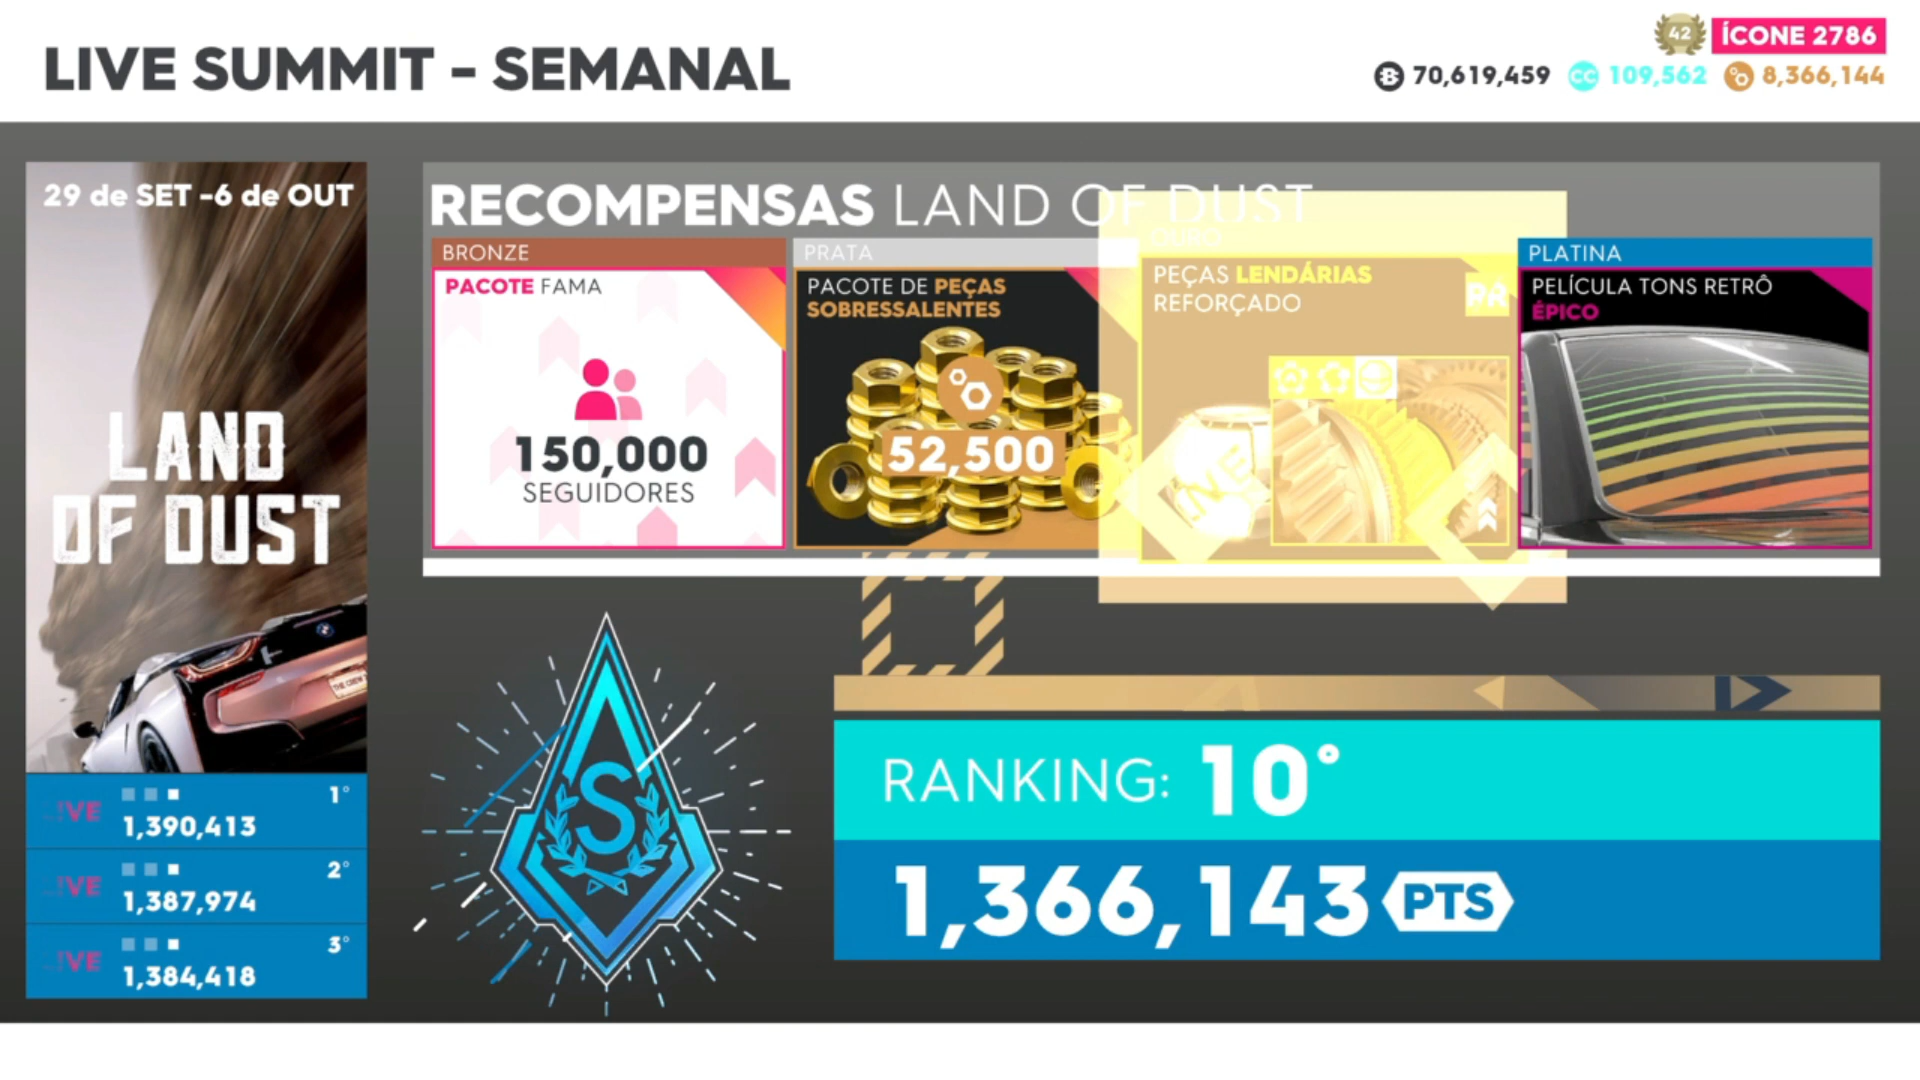 LIVE SUMMIT - SEMANAL
42
ÍCONE 2786
70,619,459
CC 109,562
8,366,144
29 de SET -6 de OUT
LAND
OF DUST
1°
1,390,413
2°
1,387,974
3°
1,384,418
RECOMPENSAS LAND OF DUST
BRONZE
PACOTE FAMA
150,000
SEGUIDORES
PRATA
PACOTE DE PEÇAS
SOBRESSALENTES
52,500
OURO
PEÇAS LENDÁRIAS
REFORÇADO
PLATINA
PELÍCULA TONS RETRÔ
ÉPICO
S
RANKING: 10°
1,366,143 PTS